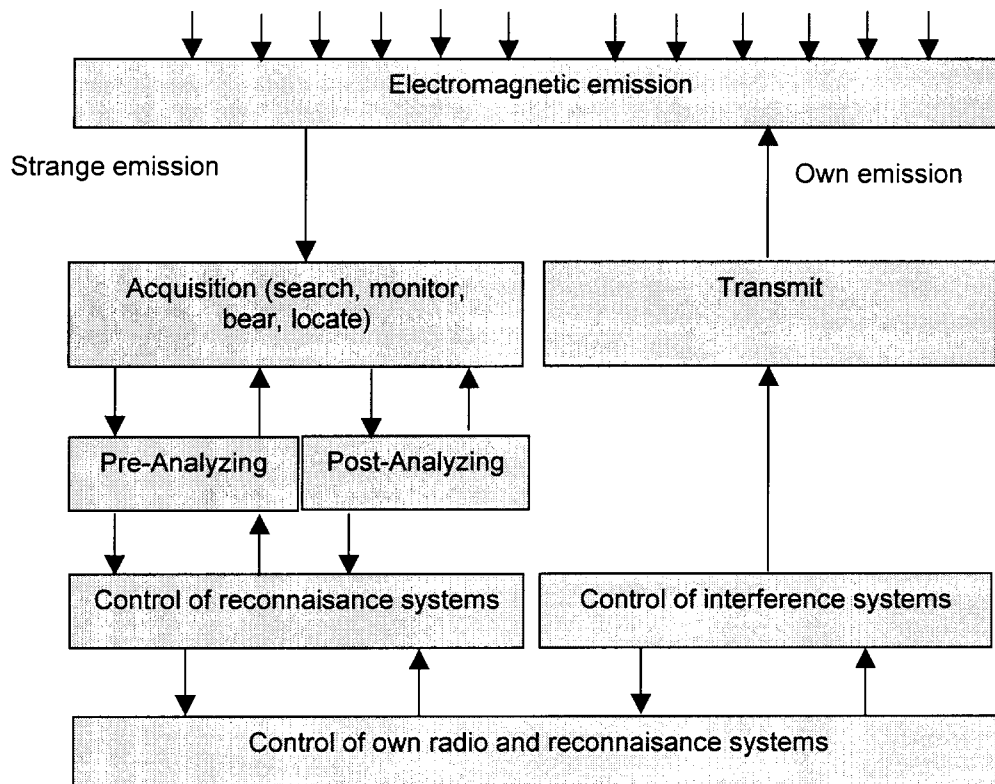 Electromagnetic emission
Strange emission
Own emission
Acquisition (search, monitor,
bear, locate)
Transmit
Pre-Analyzing
Post-Analyzing
Control of reconnaisance systems
Control of interference systems
Control of own radio and reconnaisance systems